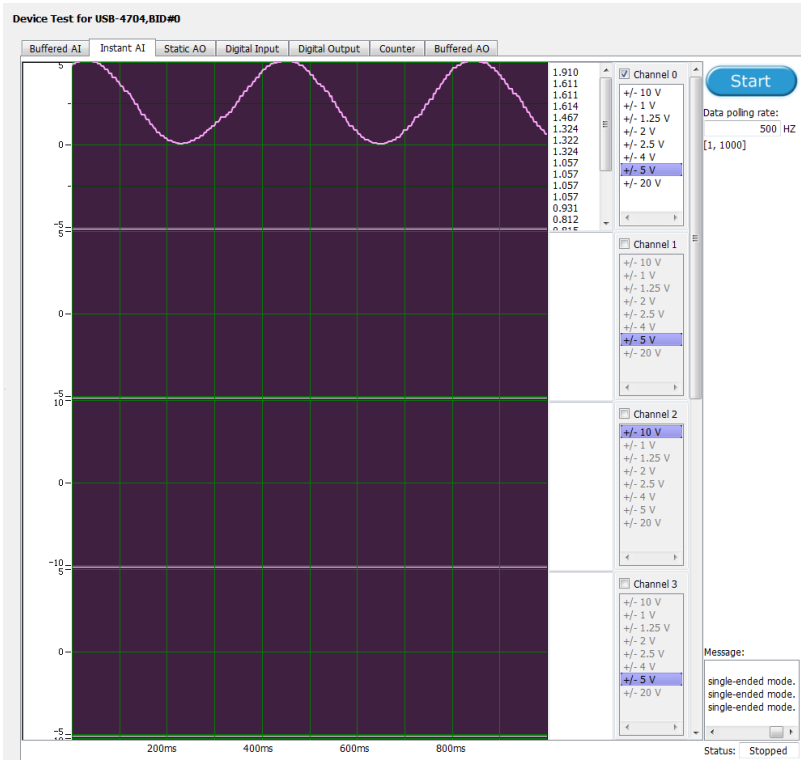 Device Test for USB-4704,BID#0
Buffered AI Instant AI Static AO Digital Input Digital Output Counter Buffered AO
5
0
-5
1.910
1.611
1.611
1.614
1.467
1.324
1.322
1.324
1.057
1.057
1.057
1.057
0.931
0.812
0.815
Channel 0
+/- 10 V
+/- 1 V
+/- 1.25 V
+/- 2 V
+/- 2.5 V
+/- 4 V
+/- 5 V
+/- 20 V
Start
Data polling rate:
500 HZ
[1, 1000]
5
0
-5
Channel 1
+/- 10 V
+/- 1 V
+/- 1.25 V
+/- 2 V
+/- 2.5 V
+/- 4 V
+/- 5 V
+/- 20 V
10
0
-10
Channel 2
+/- 10 V
+/- 1 V
+/- 1.25 V
+/- 2 V
+/- 2.5 V
+/- 4 V
+/- 5 V
+/- 20 V
5
0
-5
Channel 3
+/- 10 V
+/- 1 V
+/- 1.25 V
+/- 2 V
+/- 2.5 V
+/- 4 V
+/- 5 V
+/- 20 V
Message:
single-ended mode.
single-ended mode.
single-ended mode.
200ms 400ms 600ms 800ms
Status: Stopped